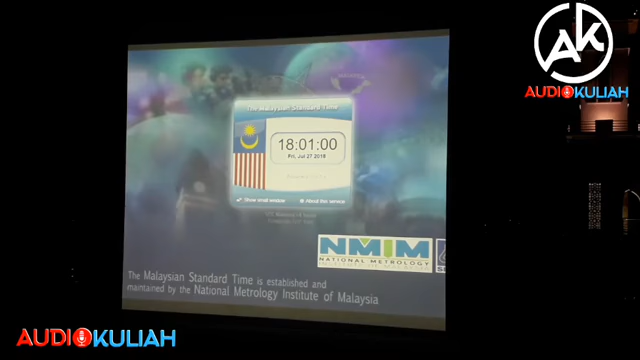 AK
AUDIOKULIAH
The Malaysian Standard Time
18:01:00
Fri, Jul 27 2018
Show small window
About this service
NMIM
NATIONAL METROLOGY
The Malaysian Standard Time is established and
maintained by the National Metrology Institute of Malaysia
AUDIOKULIAH